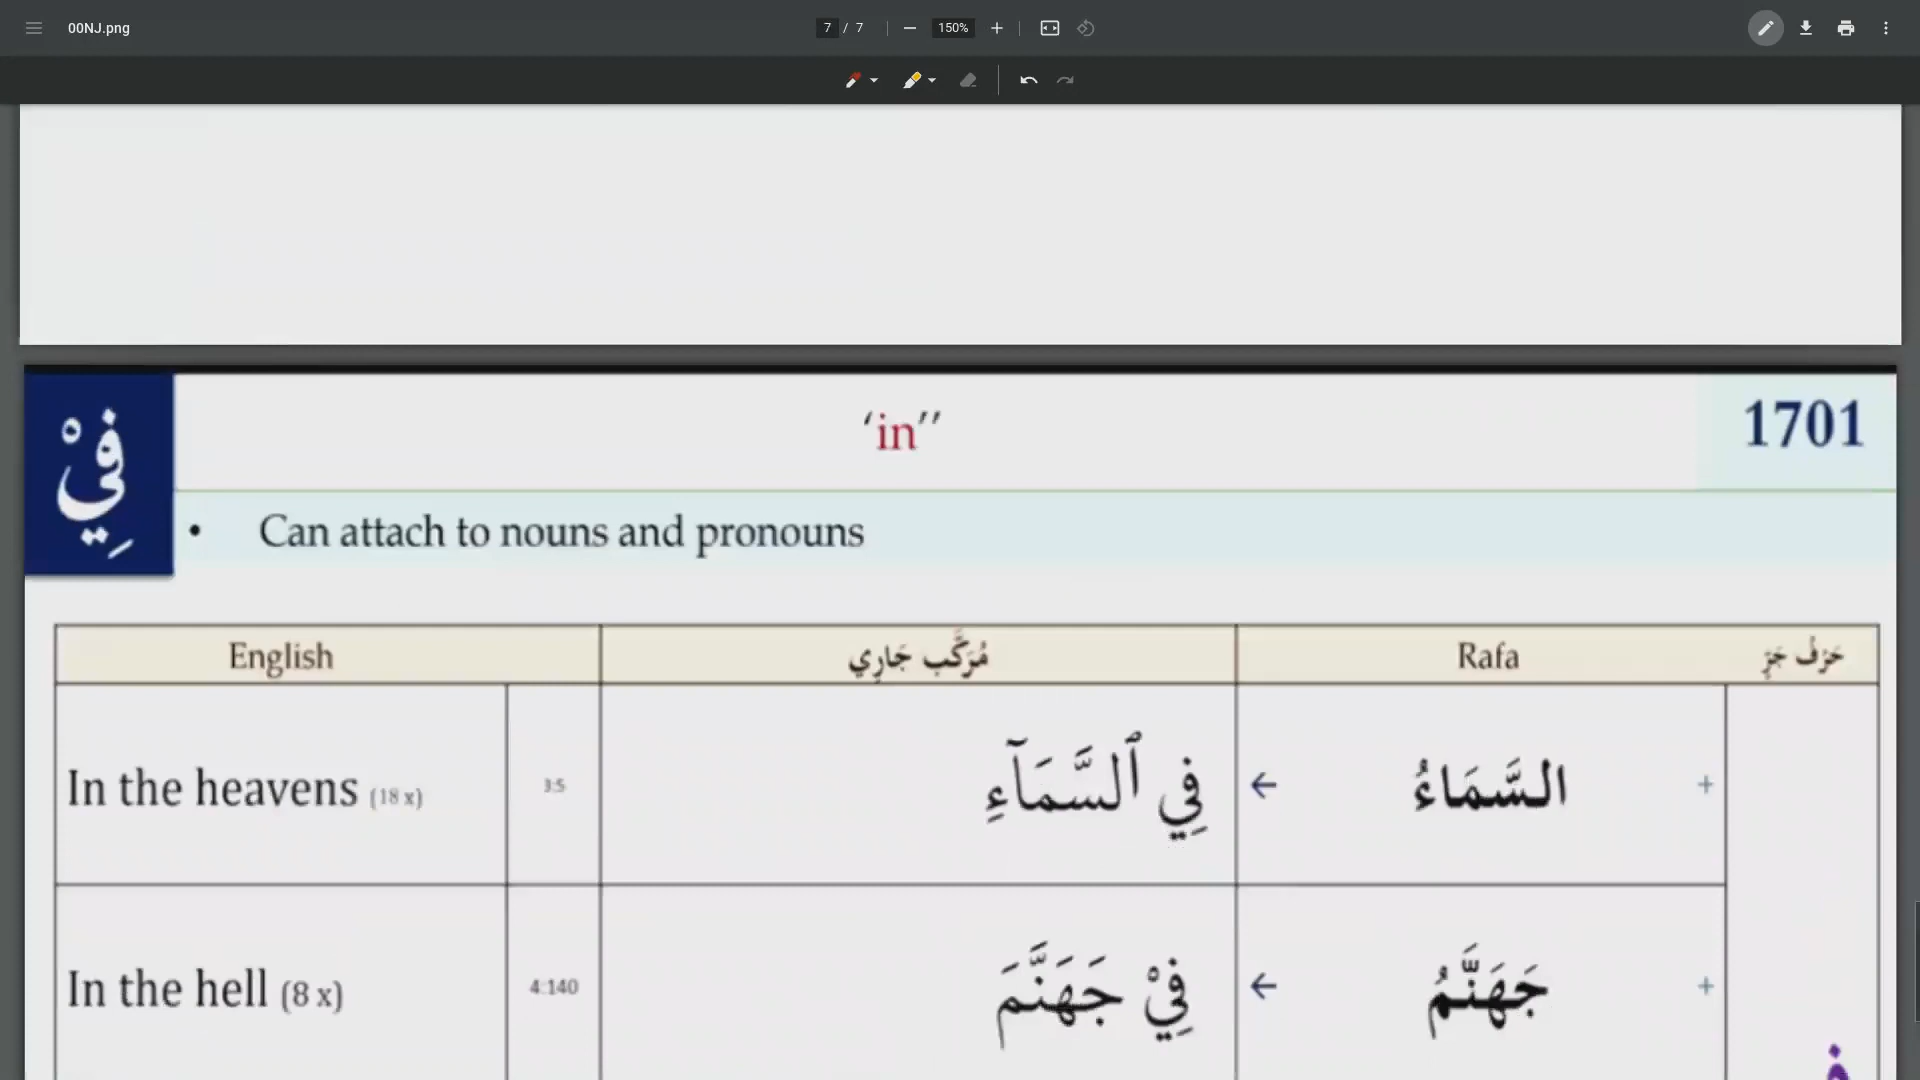 00NJ.png
7 / 7
150%
فِيْ
‘in’’
1701
• Can attach to nouns and pronouns
English
مُرَكَّب جَارِي
Rafa
حَرْفُ جَرٍّ
In the heavens (18 x)
3:5
فِي ٱلسَّمَآءِ
←
السَّمَاءُ
+
In the hell (8 x)
4:140
فِيْ جَهَنَّمَ
←
جَهَنَّمُ
+